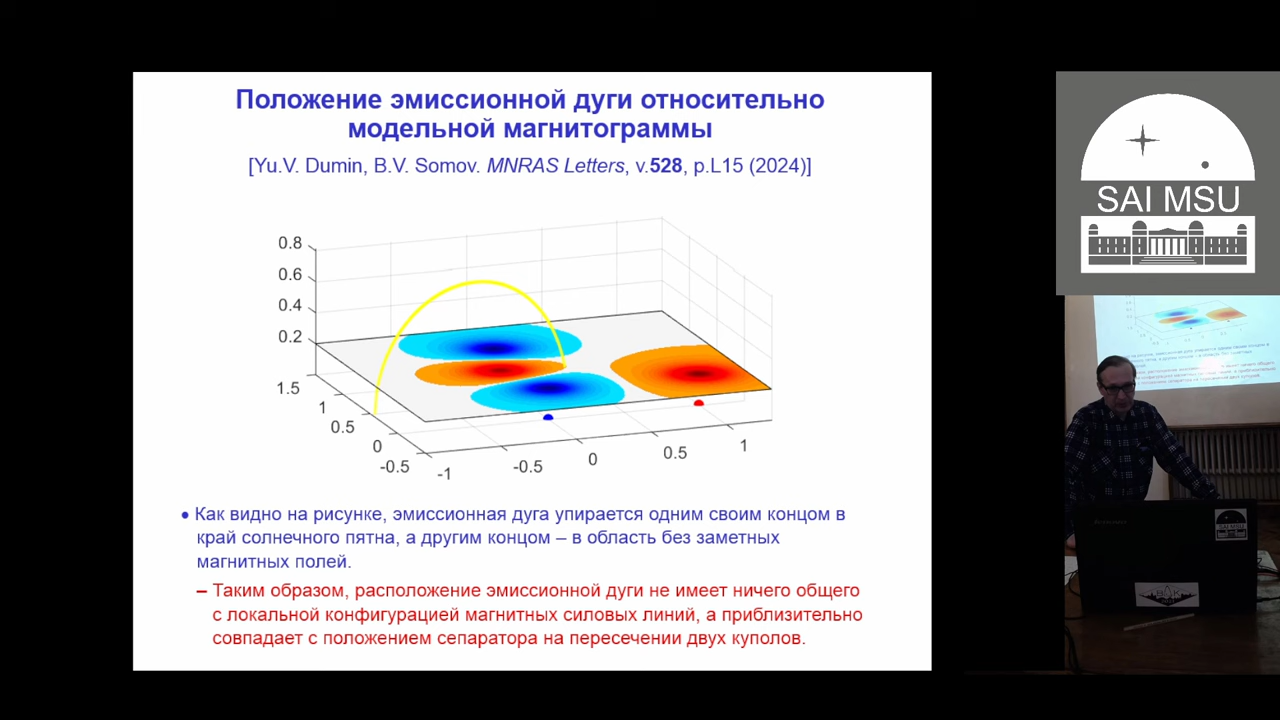 Положение эмиссионной дуги относительно
модельной магнитограммы
[Yu.V. Dumin, B.V. Somov. MNRAS Letters, v.528, p.L15 (2024)]
0.8
0.6
0.4
0.2
1.5
1
0.5
0
-0.5
-1
-0.5
0
0.5
1
• Как видно на рисунке, эмиссионная дуга упирается одним своим концом в
край солнечного пятна, а другим концом – в область без заметных
магнитных полей.
– Таким образом, расположение эмиссионной дуги не имеет ничего общего
с локальной конфигурацией магнитных силовых линий, а приблизительно
совпадает с положением сепаратора на пересечении двух куполов.
SAI MSU
SAI MSU